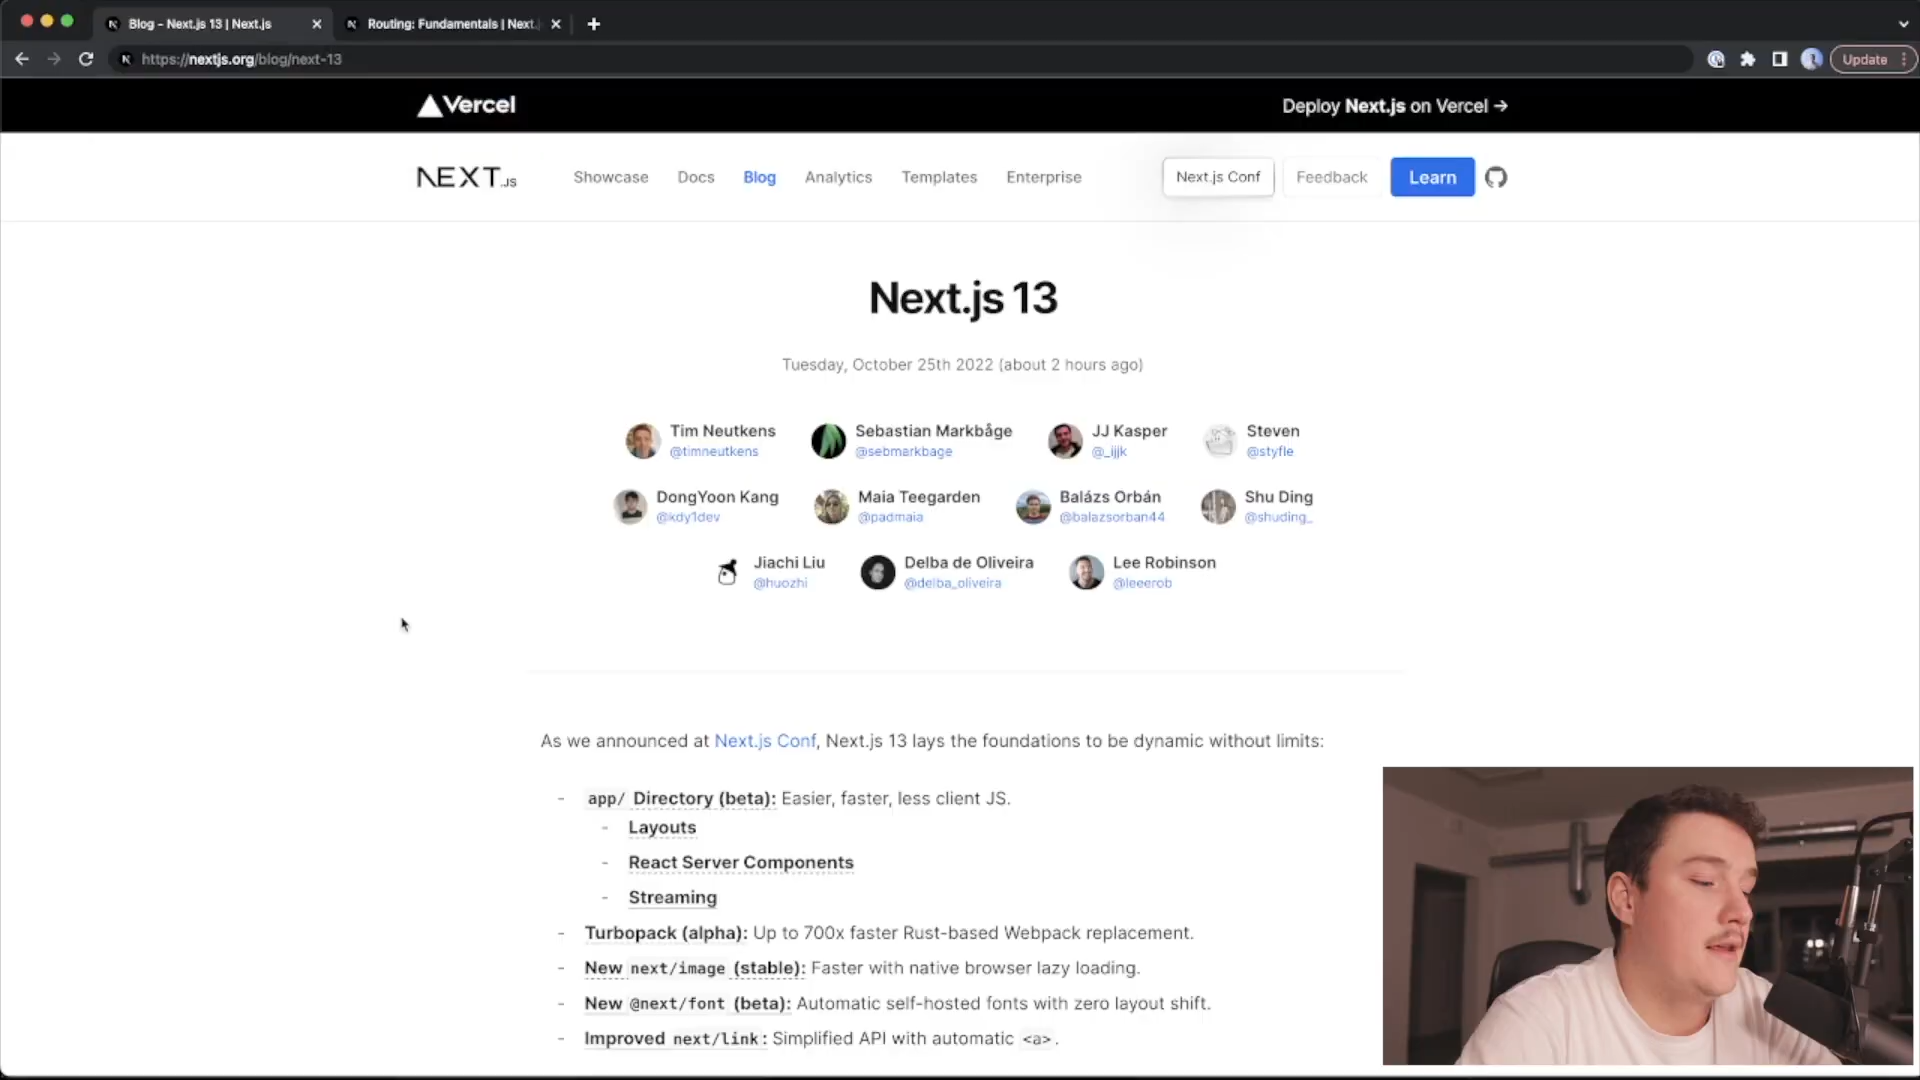 Blog - Next.js 13 | Next.js
Routing: Fundamentals | Next.
https://nextjs.org/blog/next-13
Update
Vercel
Deploy Next.js on Vercel →
NEXT.JS
Showcase
Docs
Blog
Analytics
Templates
Enterprise
Next.js Conf
Feedback
Learn
Next.js 13
Tuesday, October 25th 2022 (about 2 hours ago)
Tim Neutkens
@timneutkens
Sebastian Markbåge
@sebmarkbage
JJ Kasper
@_ijjk
Steven
@styfle
DongYoon Kang
@kdy1dev
Maia Teegarden
@padmaia
Balázs Orbán
@balazsorban44
Shu Ding
@shuding_
Jiachi Liu
@huozhi
Delba de Oliveira
@delba_oliveira
Lee Robinson
@leeerob
As we announced at Next.js Conf, Next.js 13 lays the foundations to be dynamic without limits:
- app/ Directory (beta): Easier, faster, less client JS.
- Layouts
- React Server Components
- Streaming
- Turbopack (alpha): Up to 700x faster Rust-based Webpack replacement.
- New next/image (stable): Faster with native browser lazy loading.
- New @next/font (beta): Automatic self-hosted fonts with zero layout shift.
- Improved next/link: Simplified API with automatic <a>.